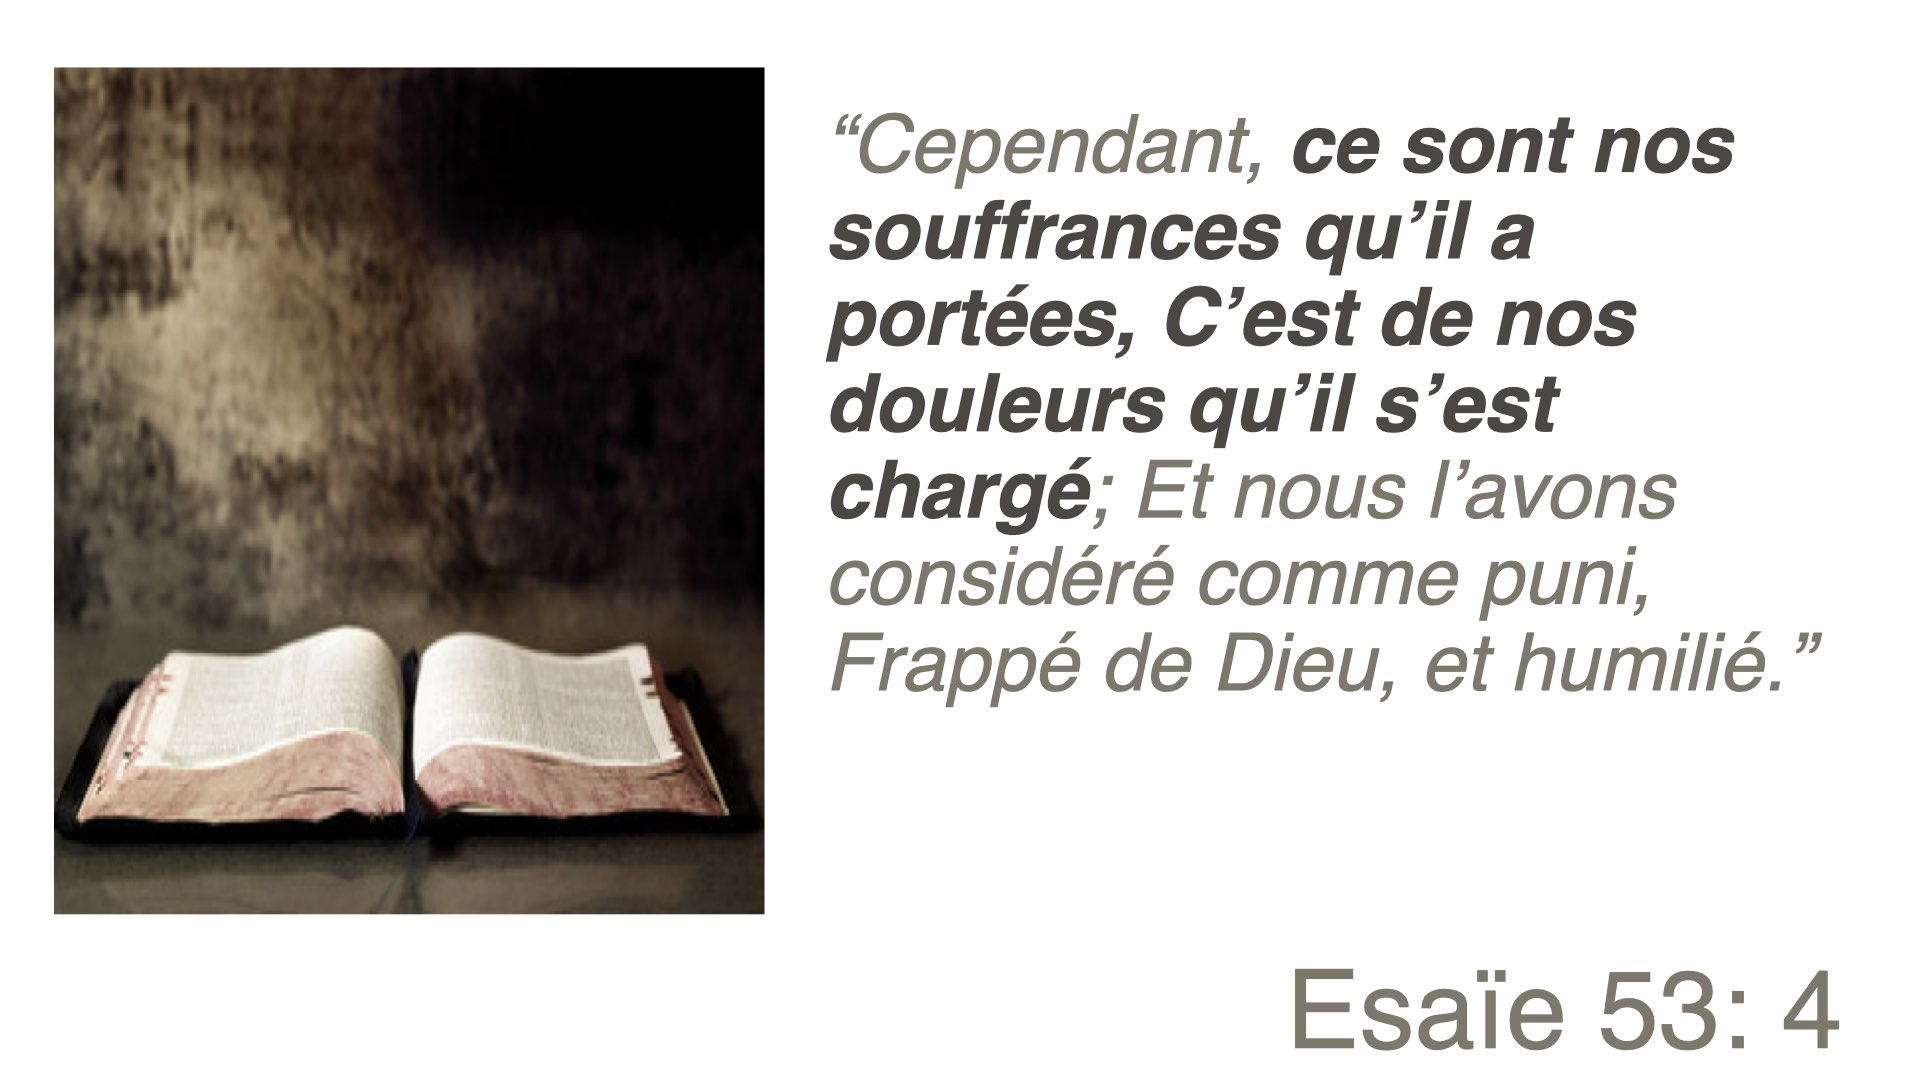 “Cependant, ce sont nos
souffrances qu’il a
portées, C’est de nos
douleurs qu’il s’est
chargé; Et nous l’avons
considéré comme puni,
Frappé de Dieu, et humilié.”
Esaïe 53: 4